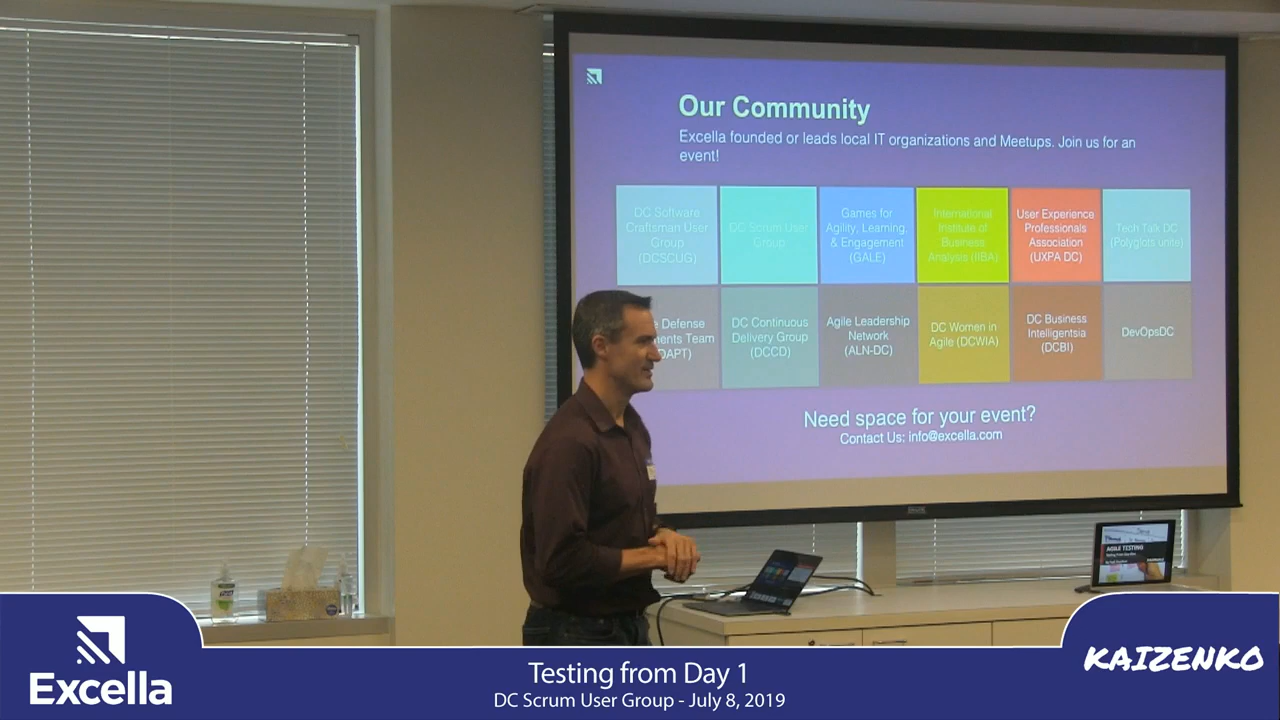 Our Community
Excella founded or leads local IT organizations and Meetups. Join us for an
event!
DC Software
Craftsman User
Group
(DCSCUG)
DC Scrum User
Group
Games for
Agility, Learning,
& Engagement
(GALE)
International
Institute of
Business
Analysis (IIBA)
User Experience
Professionals
Association
(UXPA DC)
Tech Talk DC
(Polyglots unite)
e Defense
ments Team
DAPT)
DC Continuous
Delivery Group
(DCCD)
Agile Leadership
Network
(ALN-DC)
DC Women in
Agile (DCWIA)
DC Business
Intelligentsia
(DCBI)
DevOpsDC
Need space for your event?
Contact Us: info@excella.com
AGILE TESTING
Excella
Testing from Day 1
DC Scrum User Group - July 8, 2019
KAIZENKO